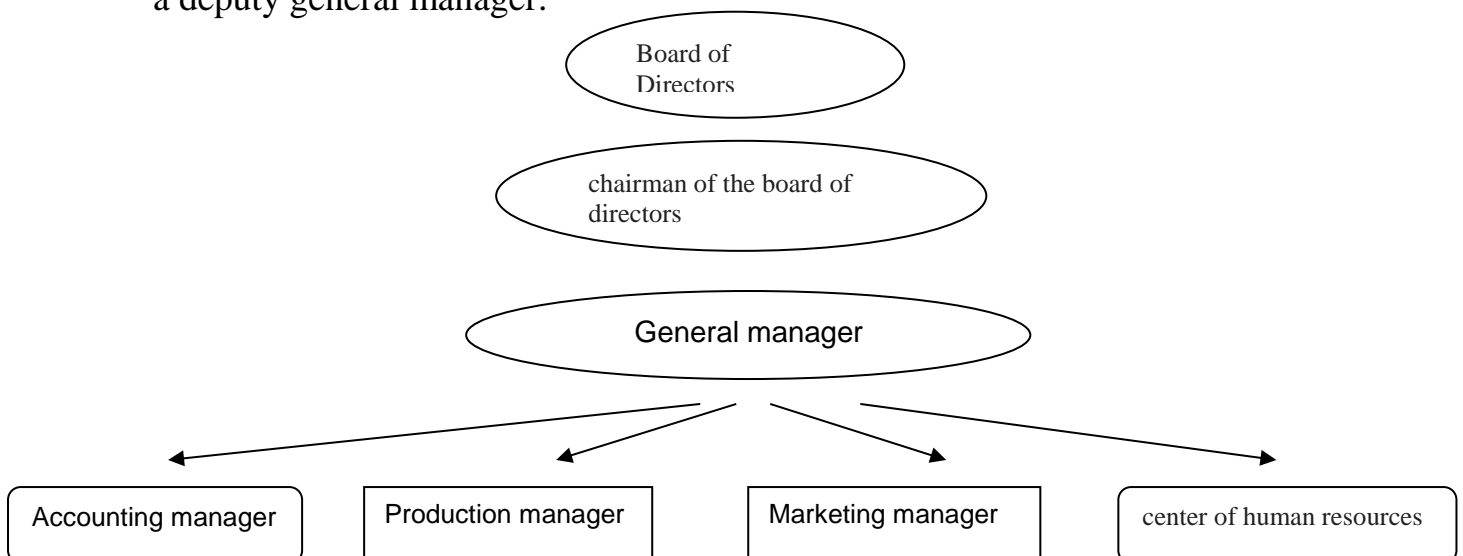 a deputy general manager.
Board of
Directors
chairman of the board of
directors
General manager
Accounting manager
Production manager
Marketing manager
center of human resources